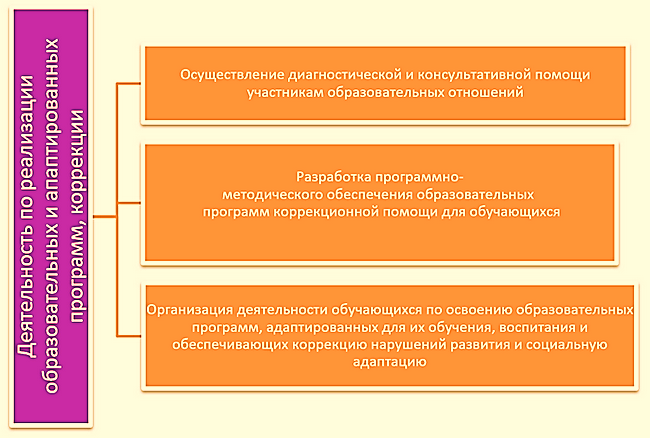 Деятельность по реализации
образовательных и апаптированных
программ, коррекции
Осуществление диагностической и консультативной помощи
участникам образовательных отношений
Разработка программно-
методического обеспечения образовательных
программ коррекционной помощи для обучающихся
Организация деятельности обучающихся по освоению образовательных
программ, адаптированных для их обучения, воспитания и
обеспечивающих коррекцию нарушений развития и социальную
адаптацию